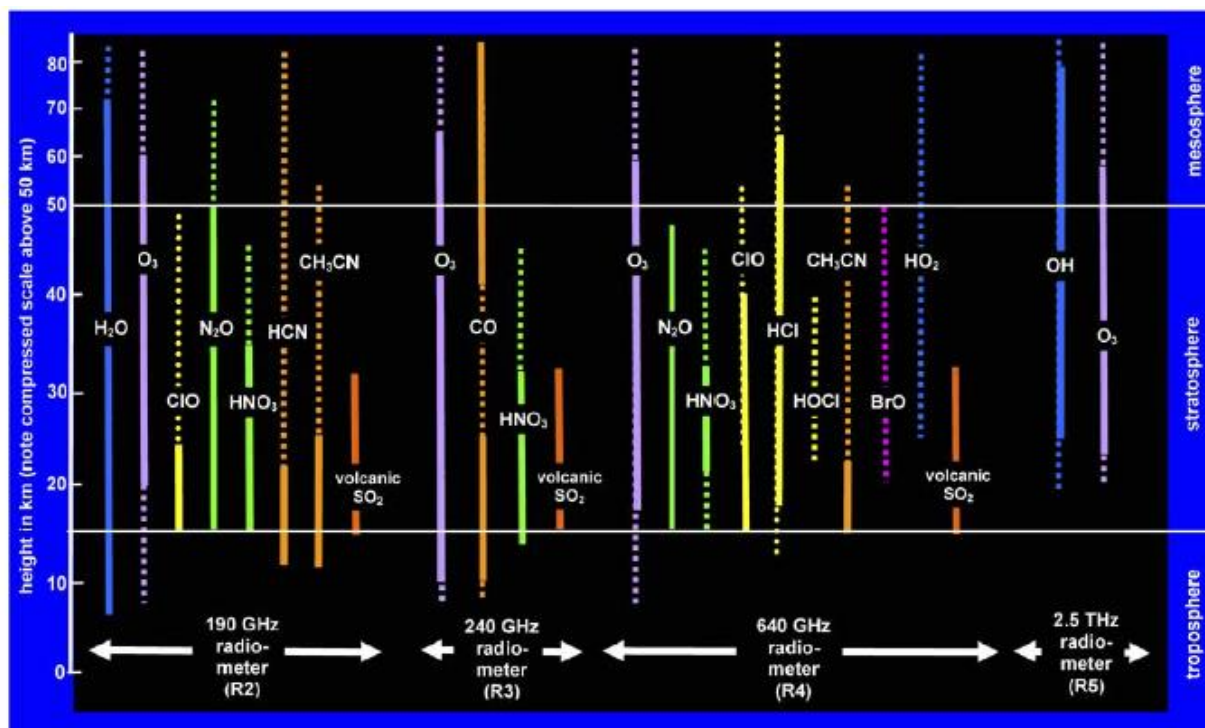 height in km (note compressed scale above 50 km)
80
70
60
50
40
30
20
10
0
mesosphere
stratosphere
troposphere
H₂O
O₃
ClO
N₂O
HNO₃
HCN
CH₃CN
volcanic
SO₂
O₃
CO
HNO₃
volcanic
SO₂
O₃
N₂O
HNO₃
ClO
HCl
HOCl
CH₃CN
BrO
HO₂
volcanic
SO₂
OH
O₃
190 GHz
radio-
meter
(R2)
240 GHz
radio-
meter
(R3)
640 GHz
radio-
meter
(R4)
2.5 THz
radio-
meter
(R5)